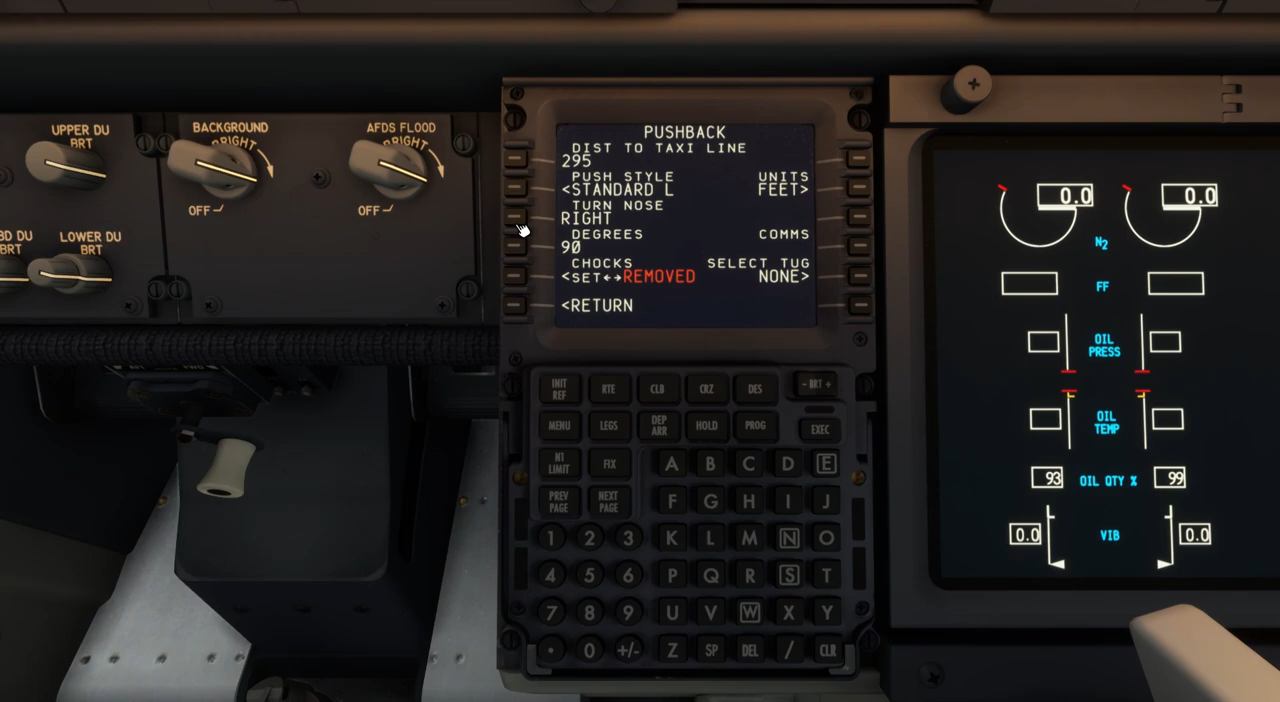 UPPER DU
BRT
BACKGROUND
BRIGHT
OFF
AFDS FLOOD
BRIGHT
OFF
BD DU
BRT
LOWER DU
BRT
PUSHBACK
DIST TO TAXI LINE
295
PUSH STYLE UNITS
<STANDARD L FEET>
TURN NOSE
RIGHT
DEGREES COMMS
90
CHOCKS SELECT TUG
<SET←→REMOVED NONE>
<RETURN
INIT REF RTE CLB CRZ DES - BRT +
MENU LEGS DEP ARR HOLD PROG EXEC
N1 LIMIT FIX A B C D E
PREV PAGE NEXT PAGE F G H I J
1 2 3 K L M N O
4 5 6 P Q R S T
7 8 9 U V W X Y
. 0 +/- Z SP DEL / CLR
0.0 0.0
N2
FF
OIL
PRESS
OIL
TEMP
93 OIL QTY % 99
0.0 VIB 0.0